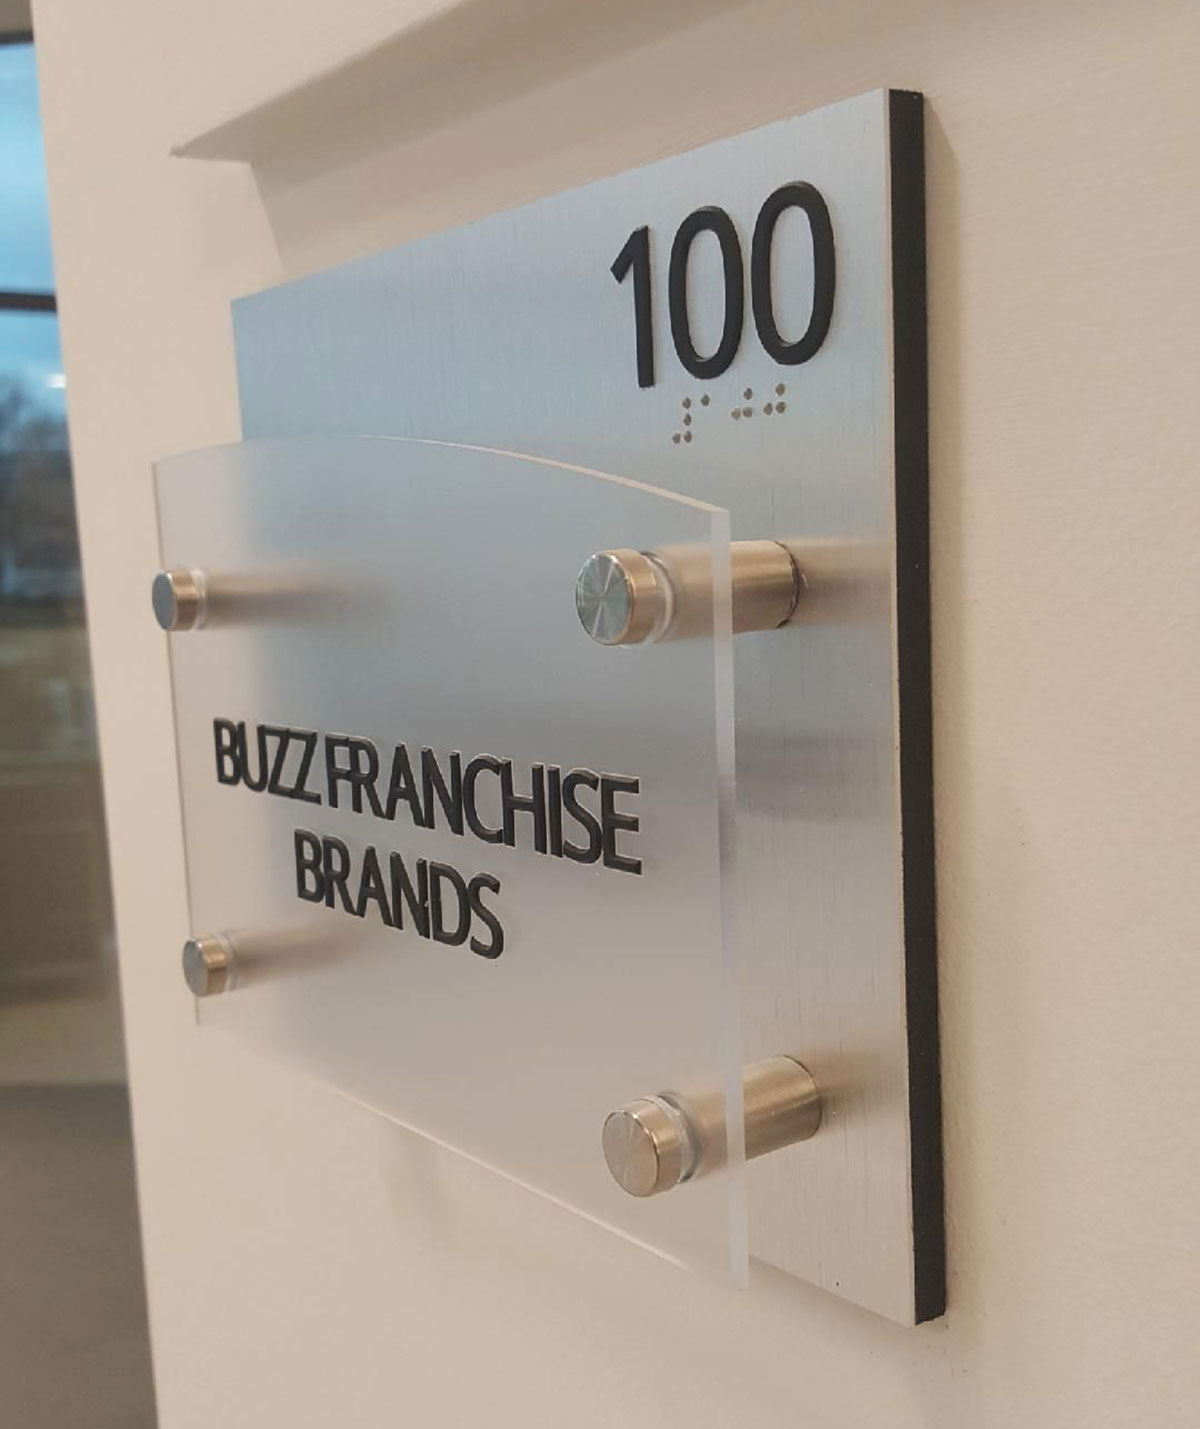 100
⠼⠁⠚⠚
BUZZ FRANCHISE
BRANDS